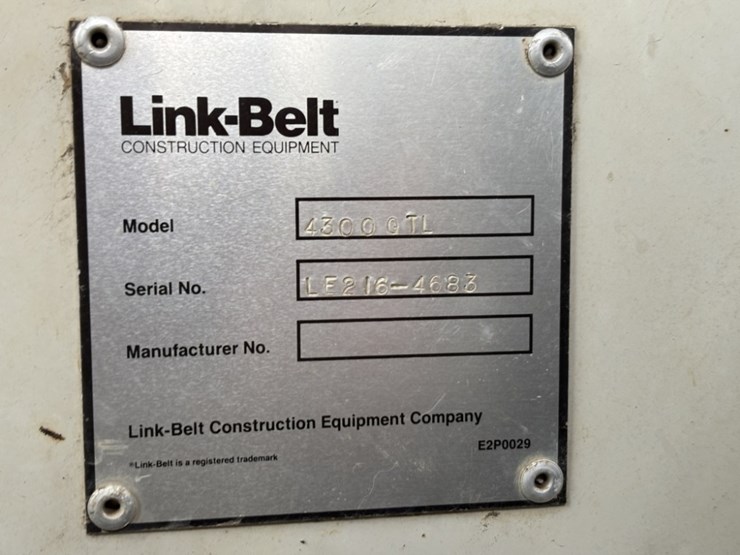 Link-Belt
CONSTRUCTION EQUIPMENT
Model 4300 QTL
Serial No. LF216-4683
Manufacturer No.
Link-Belt Construction Equipment Company
E2P0029
*Link-Belt is a registered trademark